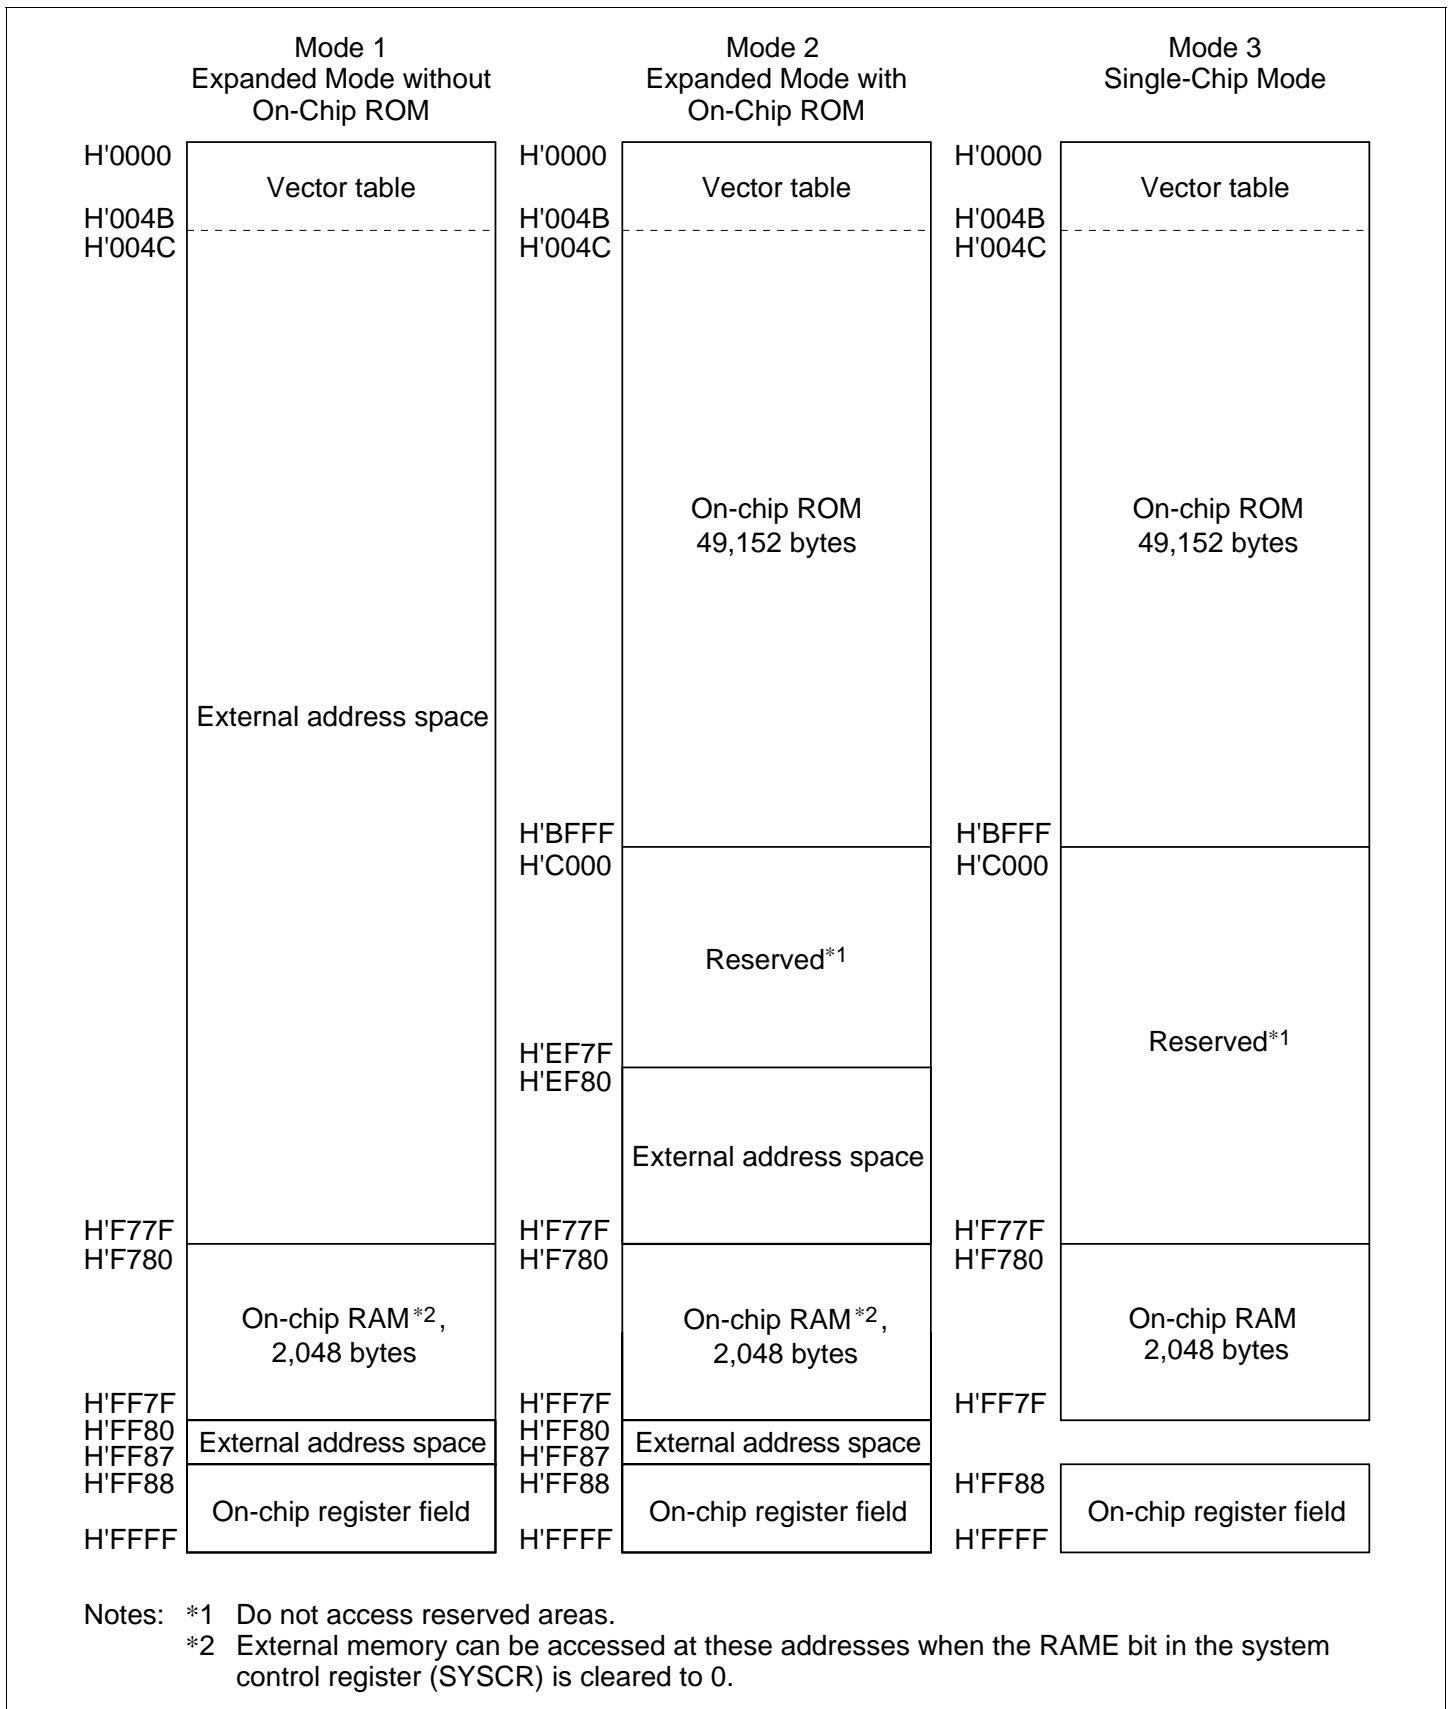 Mode 1
Expanded Mode without
On-Chip ROM
H'0000
Vector table
H'004B
H'004C
External address space
H'F77F
H'F780
On-chip RAM*2,
2,048 bytes
H'FF7F
H'FF80
External address space
H'FF87
H'FF88
On-chip register field
H'FFFF
Mode 2
Expanded Mode with
On-Chip ROM
H'0000
Vector table
H'004B
H'004C
On-chip ROM
49,152 bytes
H'BFFF
H'C000
Reserved*1
H'EF7F
H'EF80
External address space
H'F77F
H'F780
On-chip RAM*2,
2,048 bytes
H'FF7F
H'FF80
External address space
H'FF87
H'FF88
On-chip register field
H'FFFF
Mode 3
Single-Chip Mode
H'0000
Vector table
H'004B
H'004C
On-chip ROM
49,152 bytes
H'BFFF
H'C000
Reserved*1
H'F77F
H'F780
On-chip RAM
2,048 bytes
H'FF7F
H'FF88
On-chip register field
H'FFFF
Notes: *1 Do not access reserved areas.
*2 External memory can be accessed at these addresses when the RAME bit in the system
control register (SYSCR) is cleared to 0.